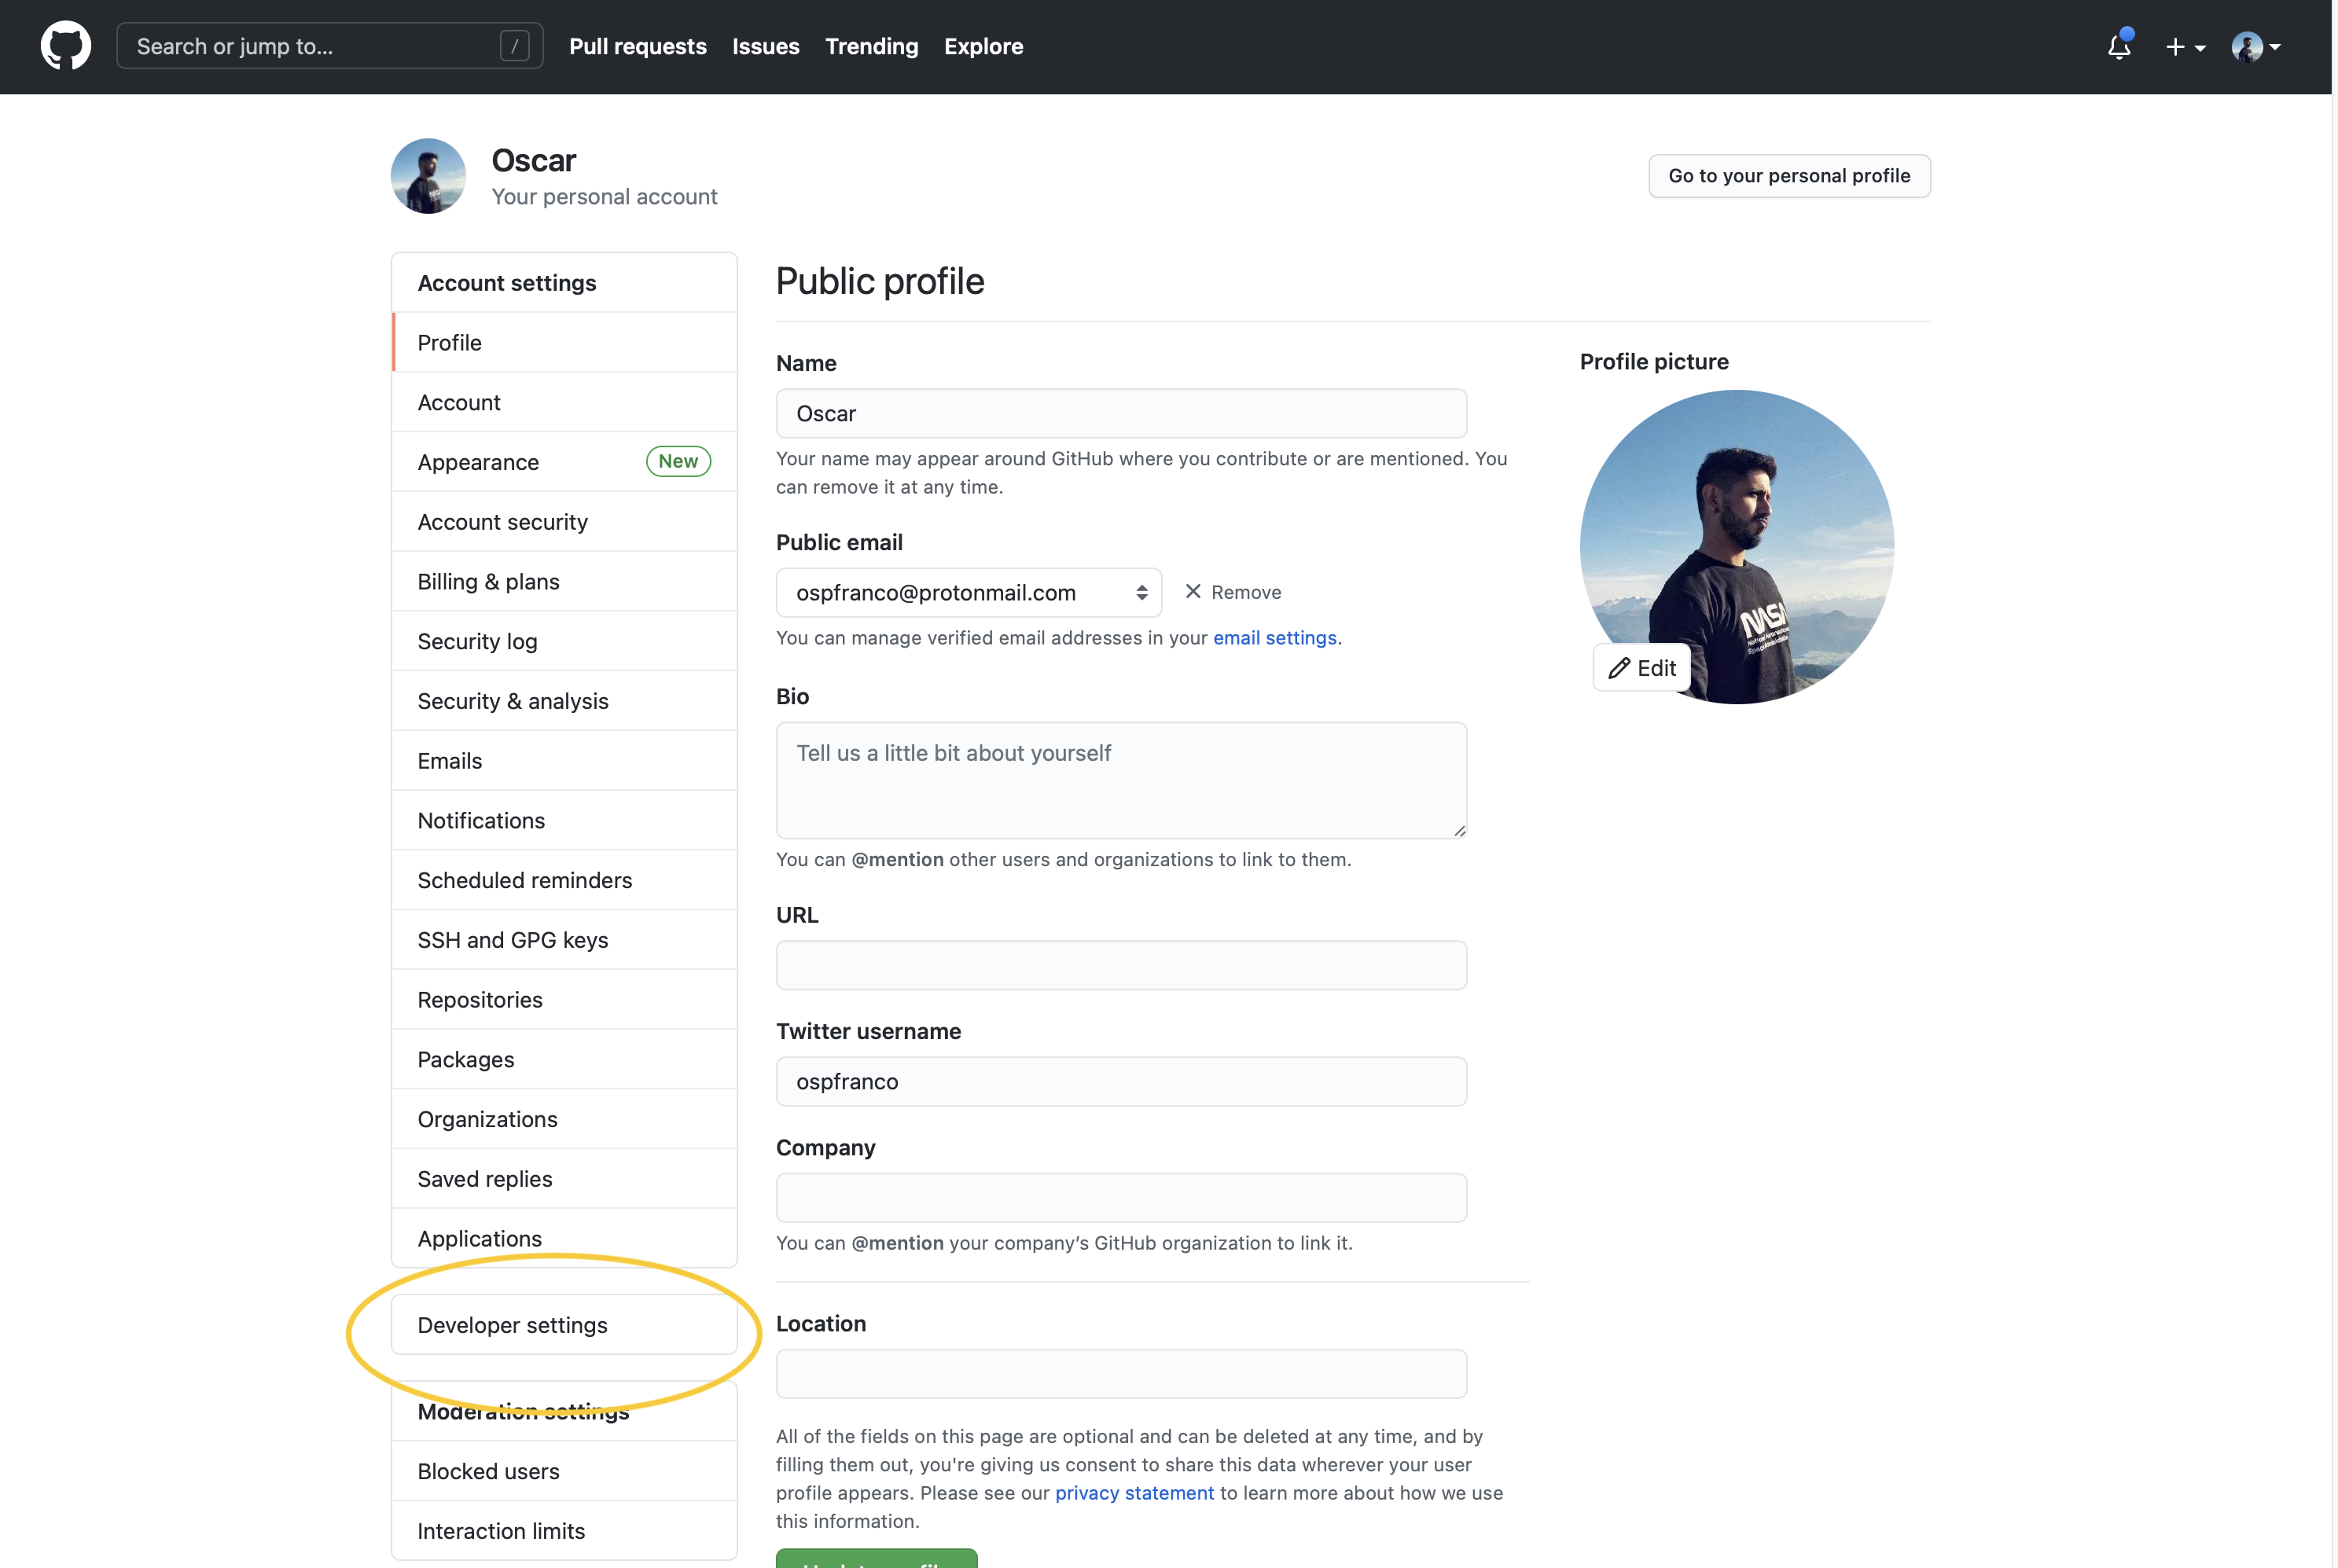 Search or jump to...
/
Pull requests
Issues
Trending
Explore
Oscar
Your personal account
Go to your personal profile
Account settings
Profile
Account
Appearance
New
Account security
Billing & plans
Security log
Security & analysis
Emails
Notifications
Scheduled reminders
SSH and GPG keys
Repositories
Packages
Organizations
Saved replies
Applications
Developer settings
Moderation settings
Blocked users
Interaction limits
Public profile
Name
Oscar
Your name may appear around GitHub where you contribute or are mentioned. You
can remove it at any time.
Public email
ospfranco@protonmail.com
Remove
You can manage verified email addresses in your email settings.
Bio
Tell us a little bit about yourself
You can @mention other users and organizations to link to them.
URL
Twitter username
ospfranco
Company
You can @mention your company's GitHub organization to link it.
Location
All of the fields on this page are optional and can be deleted at any time, and by
filling them out, you're giving us consent to share this data wherever your user
profile appears. Please see our privacy statement to learn more about how we use
this information.
Profile picture
NASA
Edit